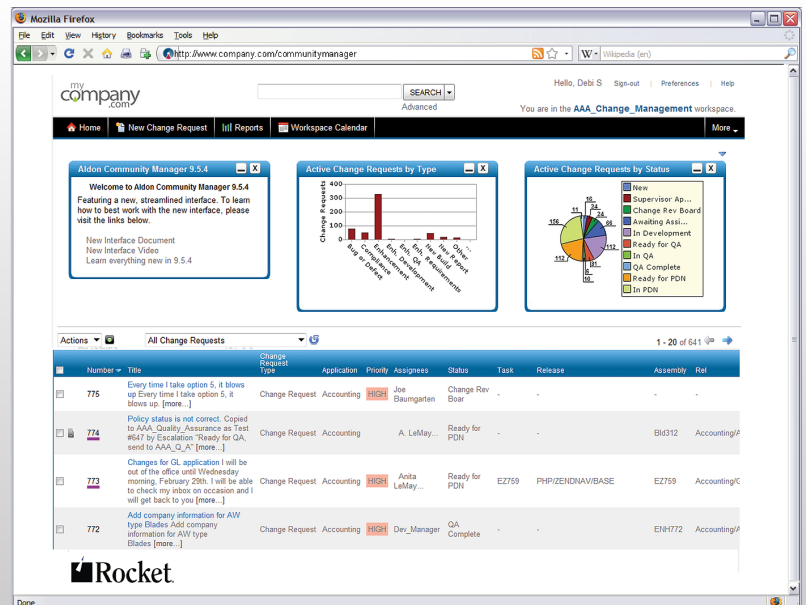 Mozilla Firefox
File Edit View History Bookmarks Tools Help
http://www.company.com/communitymanager
Wikipedia (en)
my company .com
SEARCH
Advanced
Hello, Debi S Sign-out | Preferences | Help
You are in the AAA_Change_Management workspace.
Home New Change Request Reports Workspace Calendar More
Aldon Community Manager 9.5.4
Welcome to Aldon Community Manager 9.5.4
Featuring a new, streamlined interface. To learn
how to best work with the new interface, please
visit the links below.
New Interface Document
New Interface Video
Learn everything new in 9.5.4
Active Change Requests by Type
Change Requests
400
300
200
100
0
Bug or Defect
Compliance
Enhancement
Enh. Development
Enh. QA
Enh. Requirements
New Build
New Report
Other
...
Active Change Requests by Status
16
34
24
66
112
31
6
10
112
156
11
New
Supervisor Ap...
Change Rev Board
Awaiting Assi...
In Development
Ready for QA
In QA
QA Complete
Ready for PDN
In PDN
Actions All Change Requests 1 - 20 of 641
Number Title Change Request Type Application Priority Assignees Status Task Release Assembly Rel
775 Every time I take option 5, it blows up Every time I take option 5, it blows up. [more...] Change Request Accounting HIGH Joe Baumgarten Change Rev Boar - - - -
774 Policy status is not correct. Copied to AAA_Quality_Assurance as Test #647 by Escalation "Ready for QA, send to AAA_Q_A" [more...] Change Request Accounting HIGH A. LeMay... Ready for PDN - - Bld312 Accounting/A
773 Changes for GL application I will be out of the office until Wednesday morning, February 29th. I will be able to check my inbox on occasion and I will get back to you [more...] Change Request Accounting HIGH Anita LeMay... Ready for PDN EZ759 PHP/ZENDNAV/BASE EZ759 Accounting/G
772 Add company information for AW type Blades Add company information for AW type Blades [more...] Change Request Accounting HIGH Dev_Manager QA Complete - - ENH772 Accounting/A
Rocket
Done